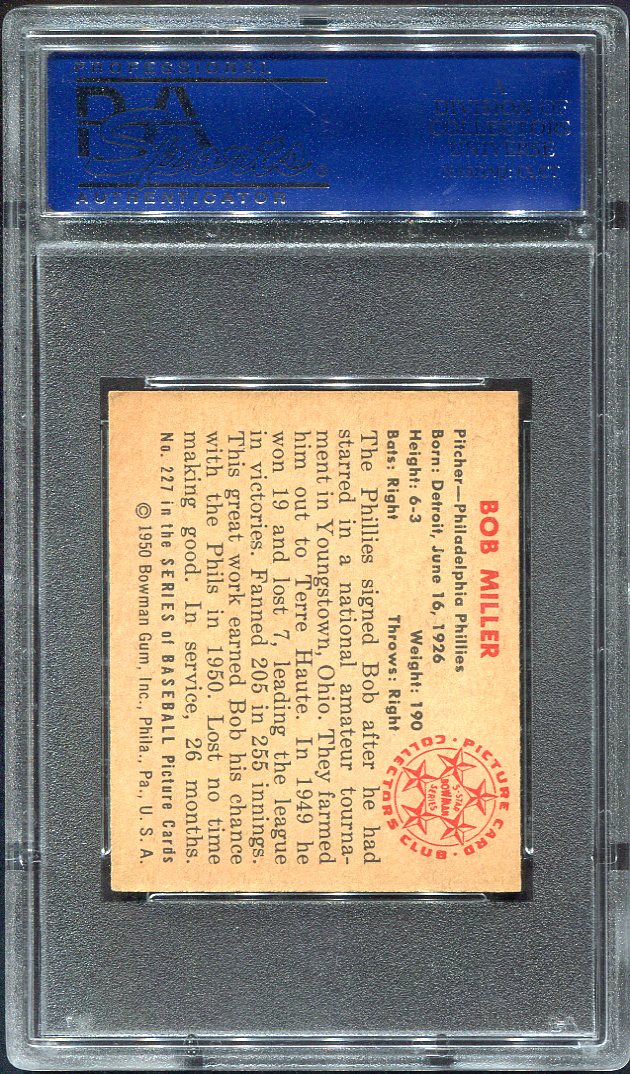 PROFESSIONAL
PSA
Sports
AUTHENTICATOR
A
DIVISION OF
COLLECTORS
UNIVERSE
BOB MILLER
Pitcher—Philadelphia Phillies
Born: Detroit, June 16, 1926
Height: 6-3 Weight: 190
Bats: Right Throws: Right
The Phillies signed Bob after he had
starred in a national amateur tourna-
ment in Youngstown, Ohio. They farmed
him out to Terre Haute. In 1949 he
won 19 and lost 7, leading the league
in victories. Fanned 205 in 255 innings.
This great work earned Bob his chance
with the Phils in 1950. Lost no time
making good. In service, 26 months.
No. 227 in the SERIES of BASEBALL Picture Cards
© 1950 Bowman Gum, Inc., Phila., Pa., U. S. A.
PICTURE CARD
COLLECTORS CLUB
5-STAR
BOWMAN
SERIES